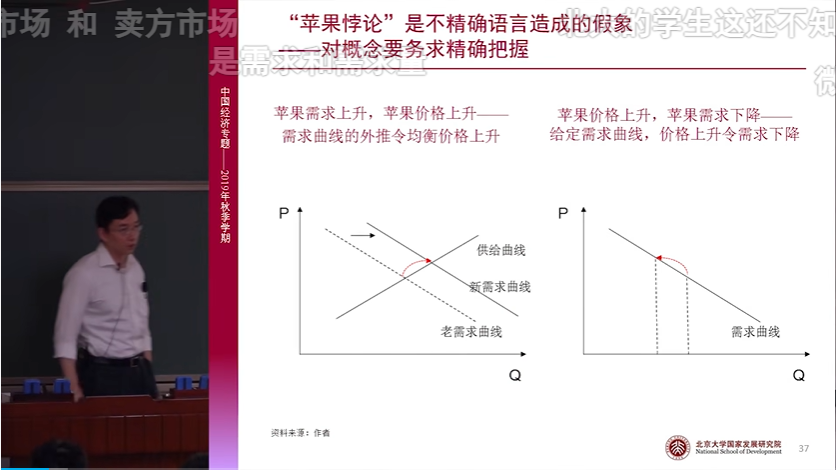 市场 和 卖方市场
北大的学生这还不知
是需求和需求量
微
“苹果悖论”是不精确语言造成的假象
——对概念要务求精确把握
中国经济专题——2019年秋季学期
苹果需求上升，苹果价格上升——
需求曲线的外推令均衡价格上升
苹果价格上升，苹果需求下降——
给定需求曲线，价格上升令需求下降
P
供给曲线
新需求曲线
老需求曲线
Q
P
需求曲线
Q
资料来源：作者
北京大学国家发展研究院
National School of Development
37